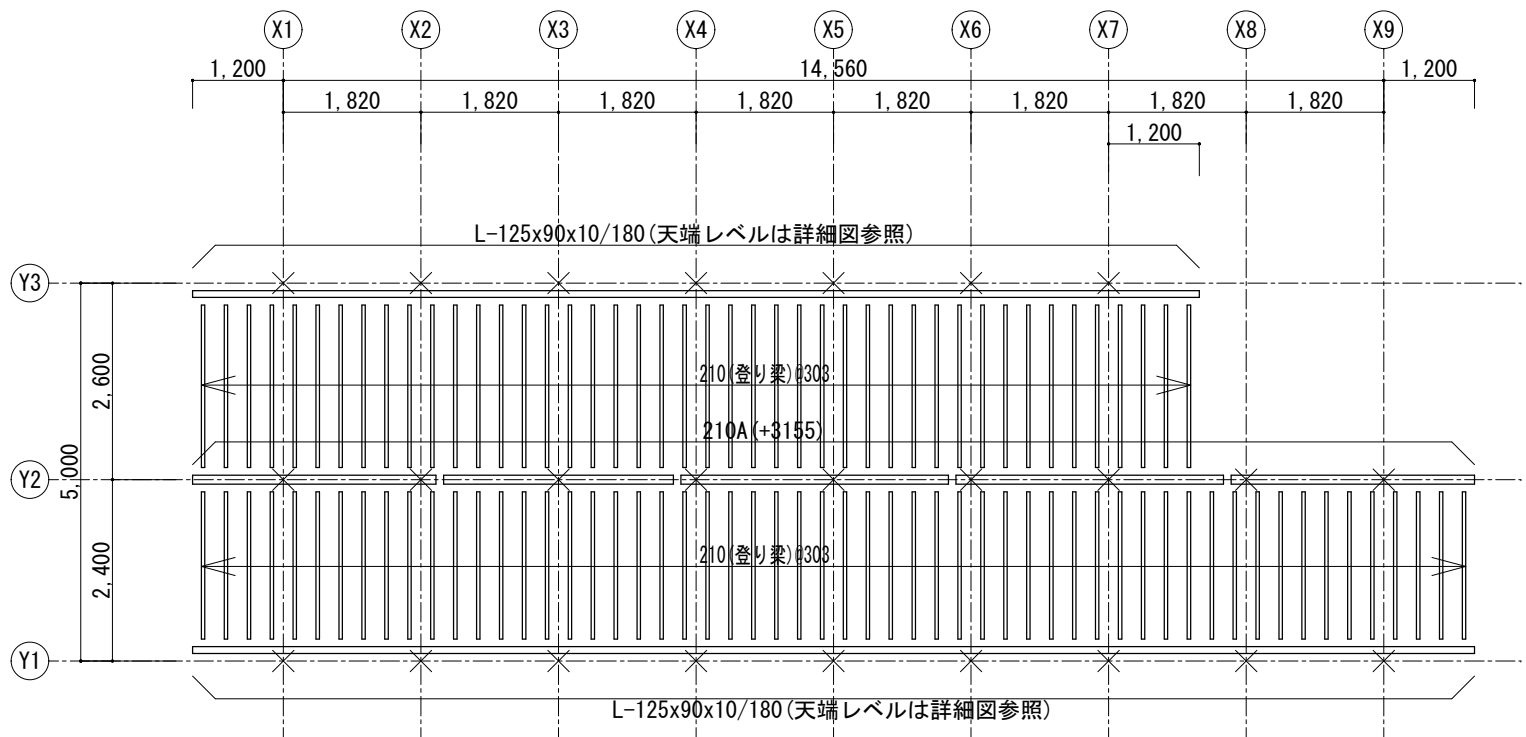 X1 X2 X3 X4 X5 X6 X7 X8 X9
1,200 14,560 1,200
1,820 1,820 1,820 1,820 1,820 1,820 1,820 1,820
1,200
L-125x90x10/180(天端レベルは詳細図参照)
Y3
2,600
210(登り梁)@303
210A(+3155)
5,000
Y2
2,400
210(登り梁)@303
Y1
L-125x90x10/180(天端レベルは詳細図参照)